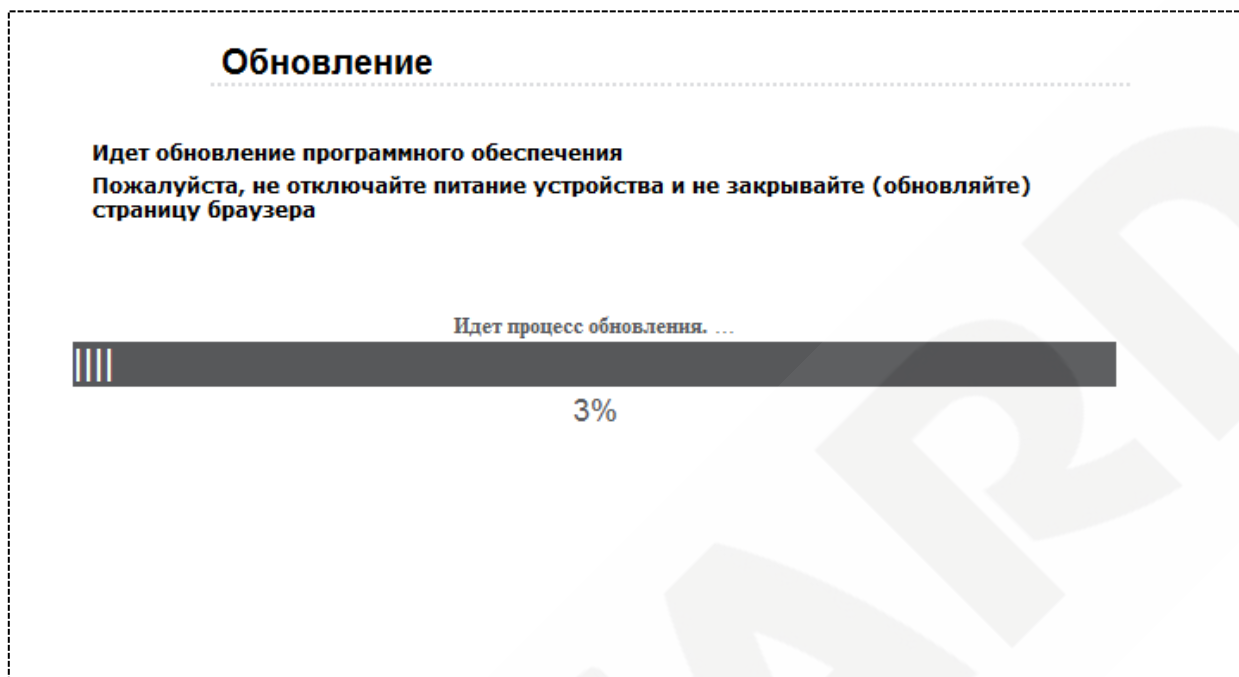 Обновление
Идет обновление программного обеспечения
Пожалуйста, не отключайте питание устройства и не закрывайте (обновляйте)
страницу браузера
Идет процесс обновления. ...
3%